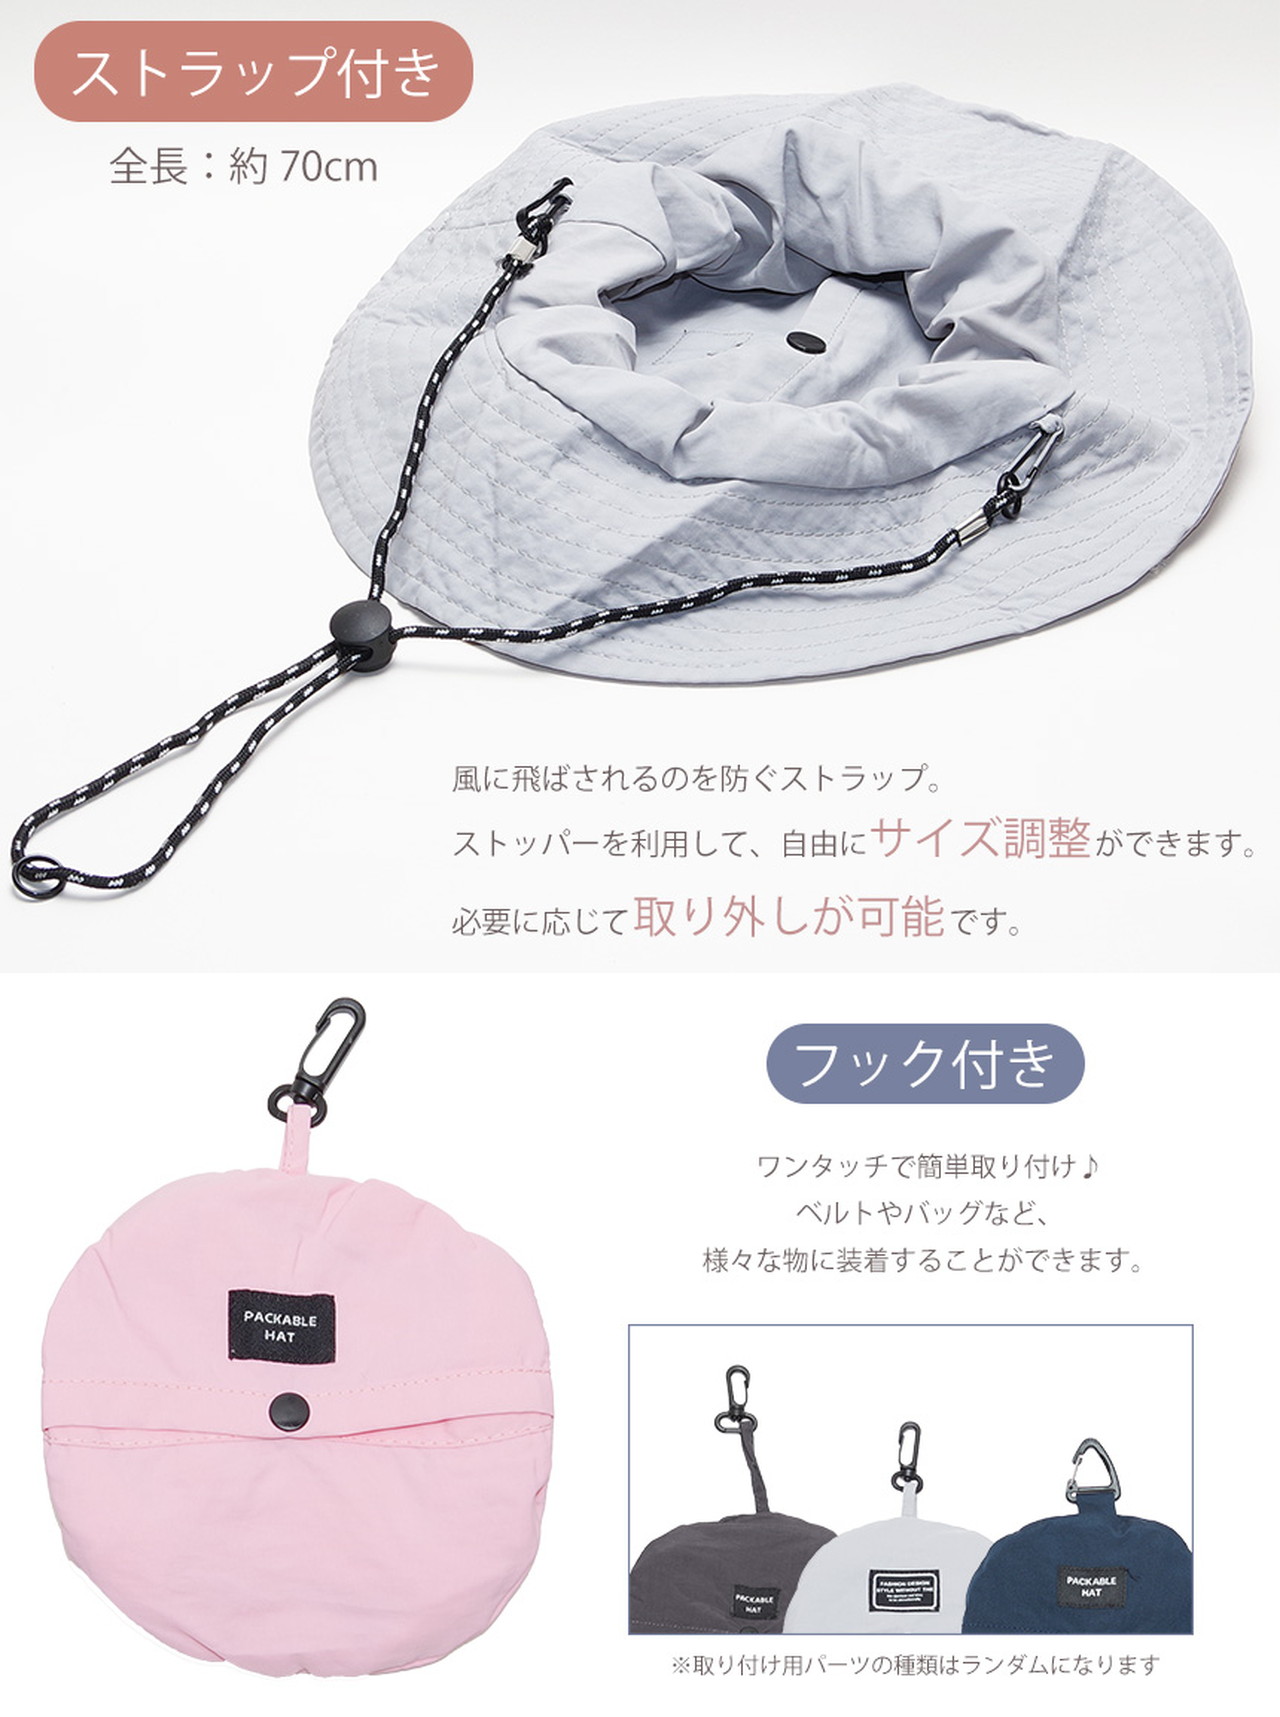 ストラップ付き
全長：約 70cm
風に飛ばされるのを防ぐストラップ。
ストッパーを利用して、自由にサイズ調整ができます。
必要に応じて取り外しが可能です。
フック付き
ワンタッチで簡単取り付け♪
ベルトやバッグなど、
様々な物に装着することができます。
PACKABLE
HAT
PACKABLE
HAT
FASHION DESIGN
STYLE WITHOUT THE
PACKABLE
HAT
※取り付け用パーツの種類はランダムになります